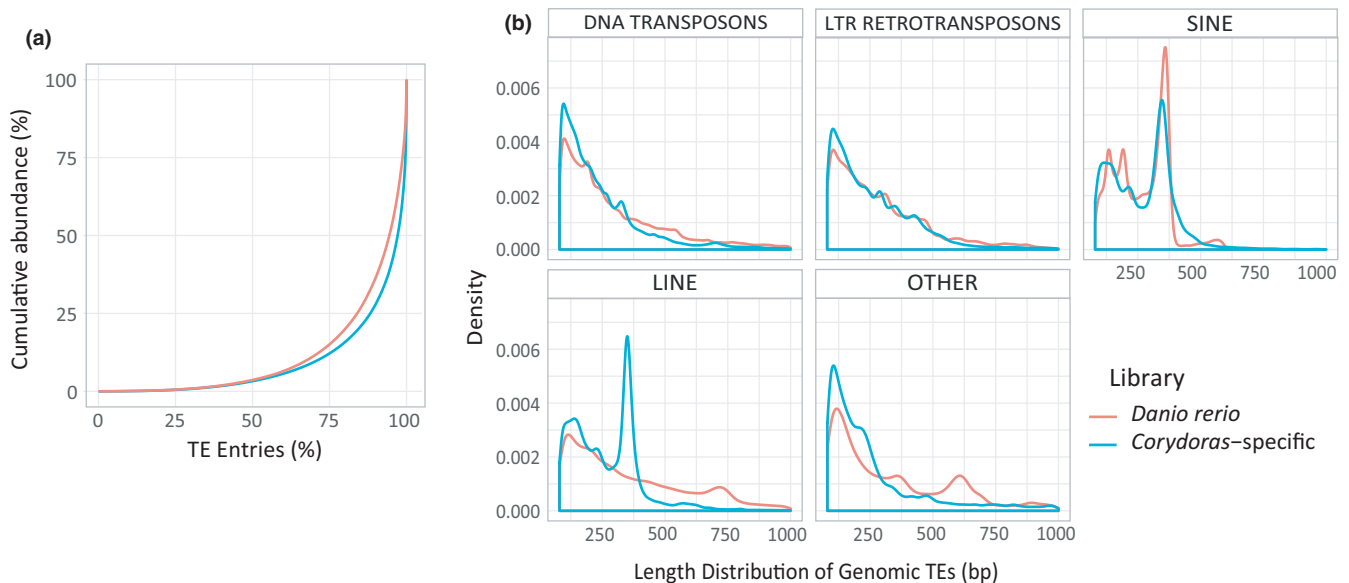 (a)
Cumulative abundance (%)
100
75
50
25
0
0 25 50 75 100
TE Entries (%)
(b)
DNA TRANSPOSONS
LTR RETROTRANSPOSONS
SINE
0.006
0.004
0.002
0.000
250 500 750 1000
LINE
OTHER
Density
0.006
0.004
0.002
0.000
250 500 750 1000
250 500 750 1000
Length Distribution of Genomic TEs (bp)
Library
Danio rerio
Corydoras–specific